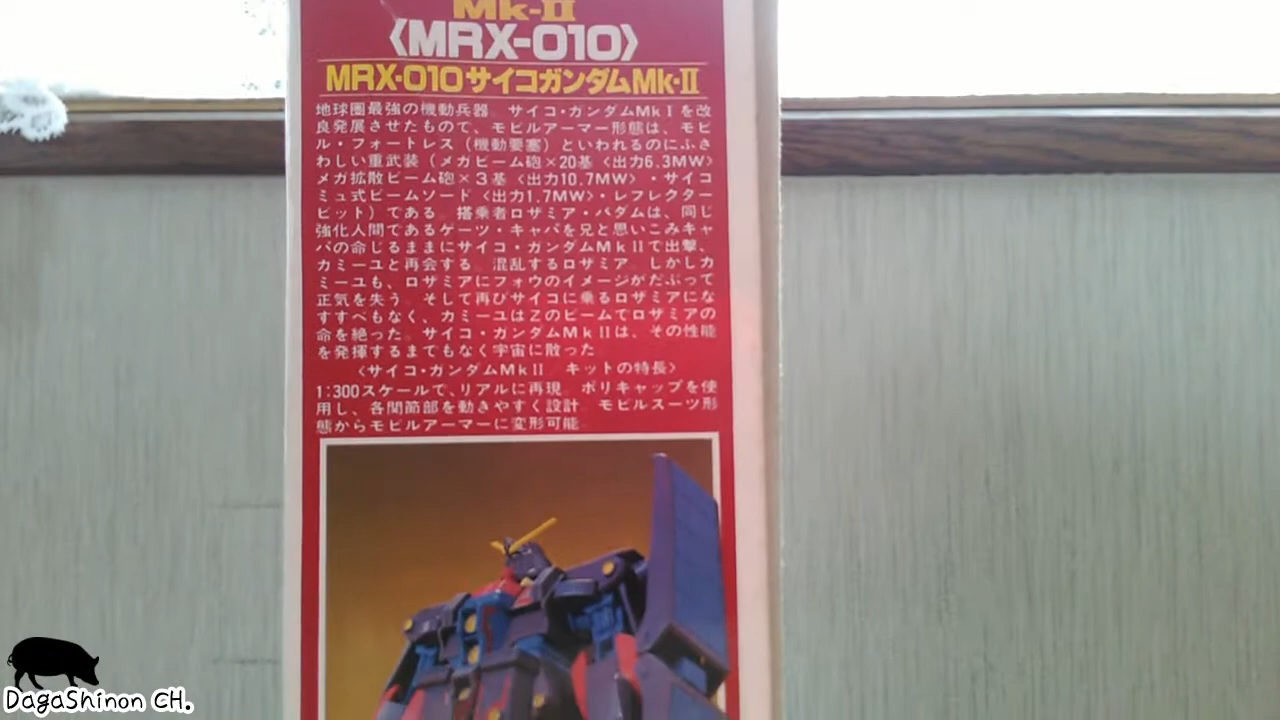 Mk-II
〈MRX-010〉
MRX-010サイコガンダムMk-II
地球圏最強の機動兵器 サイコ・ガンダムMkⅠを改
良発展させたもので、モビルアーマー形態は、モビ
ル・フォートレス（機動要塞）といわれるのにふさ
わしい重武装（メガビーム砲×20基〈出力6.3MW〉
メガ拡散ビーム砲×3基〈出力10.7MW〉・サイコ
ミュ式ビームソード〈出力1.7MW〉・レフレクター
ビット）である 搭乗者ロザミア・バダムは、同じ
強化人間であるゲーツ・キャパを兄と思いこみキャ
パの命じるままにサイコ・ガンダムMkⅡで出撃、
カミーユと再会する 混乱するロザミア しかしカ
ミーユも、ロザミアにフォウのイメージがだぶって
正気を失う そして再びサイコに乗るロザミアにな
すすべもなく、カミーユはZのビームでロザミアの
命を絶った。サイコ・ガンダムMkⅡは、その性能
を発揮するまでもなく宇宙に散った
〈サイコ・ガンダムMkⅡ キットの特長〉
1:300スケールで、リアルに再現 ポリキャップを使
用し、各関節部を動きやすく設計 モビルスーツ形
態からモビルアーマーに変形可能
DagaShinon CH.